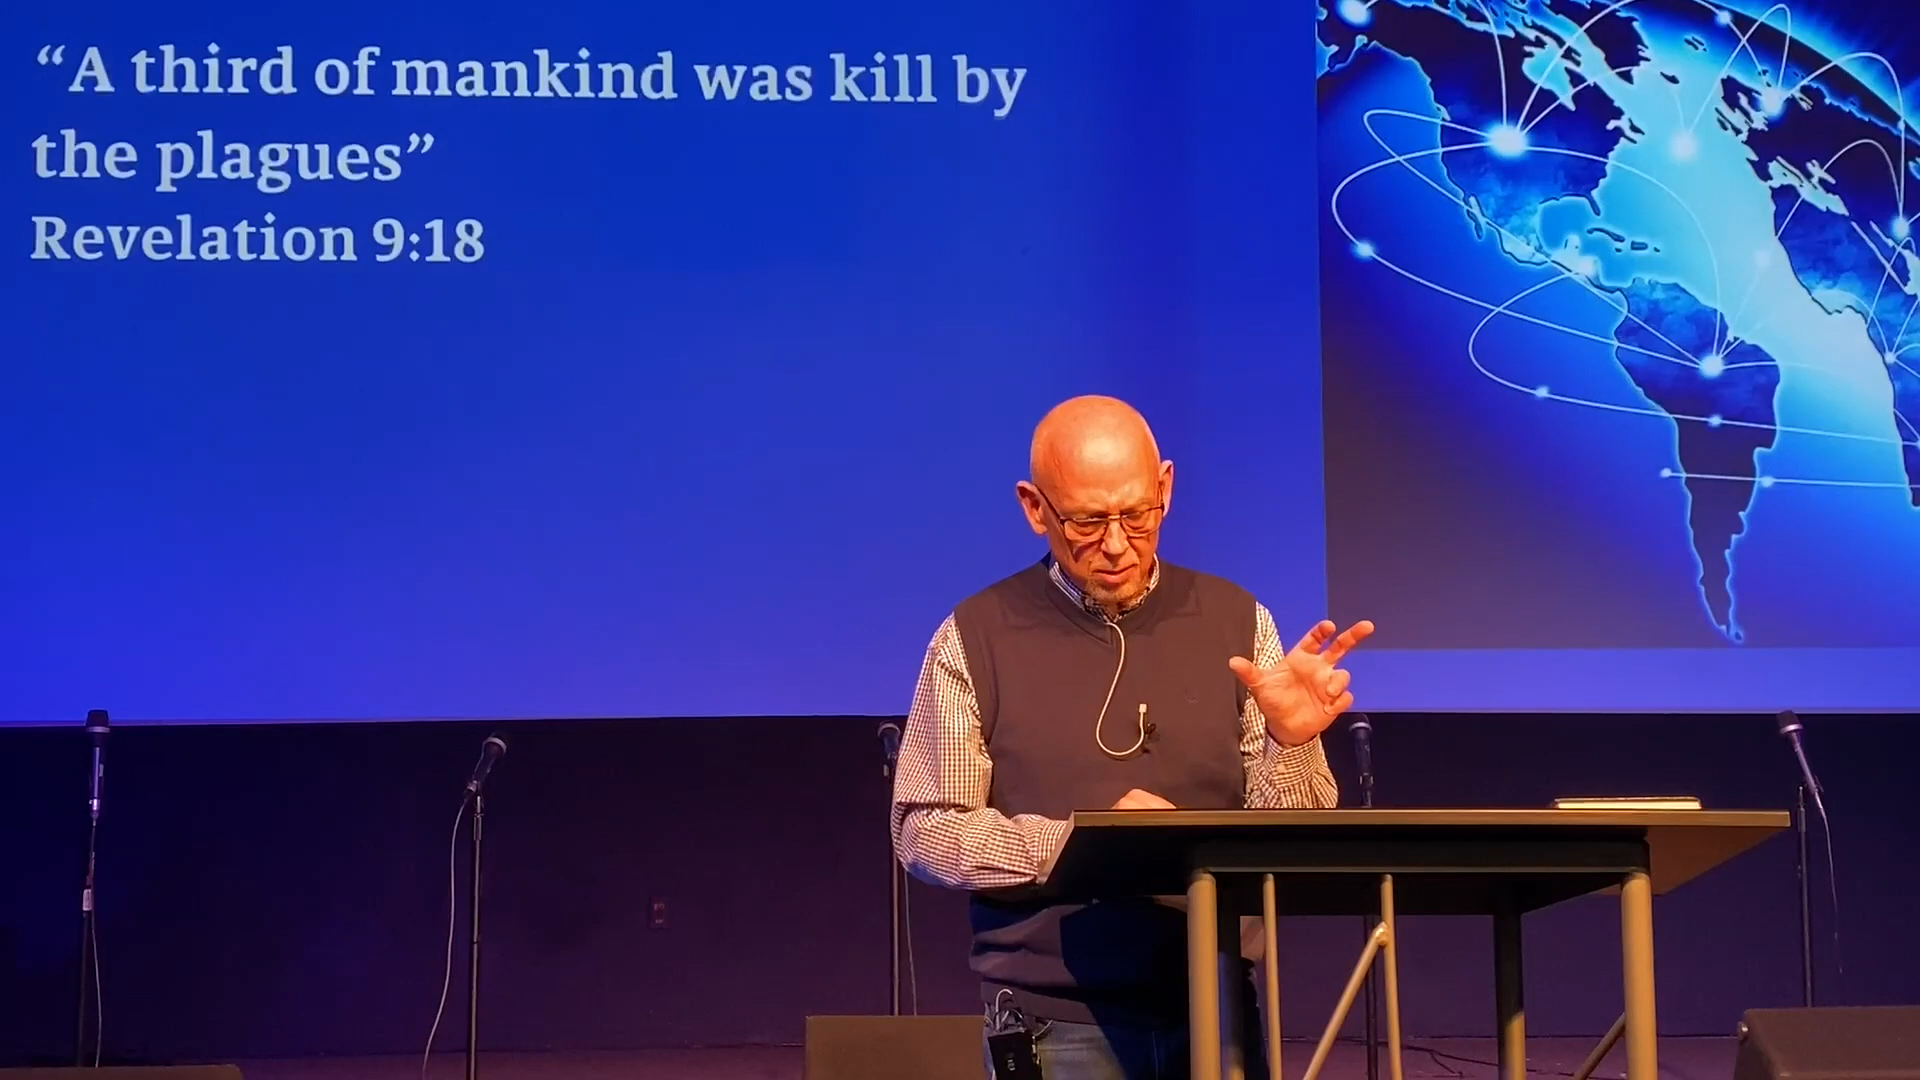 “A third of mankind was kill by
the plagues”
Revelation 9:18